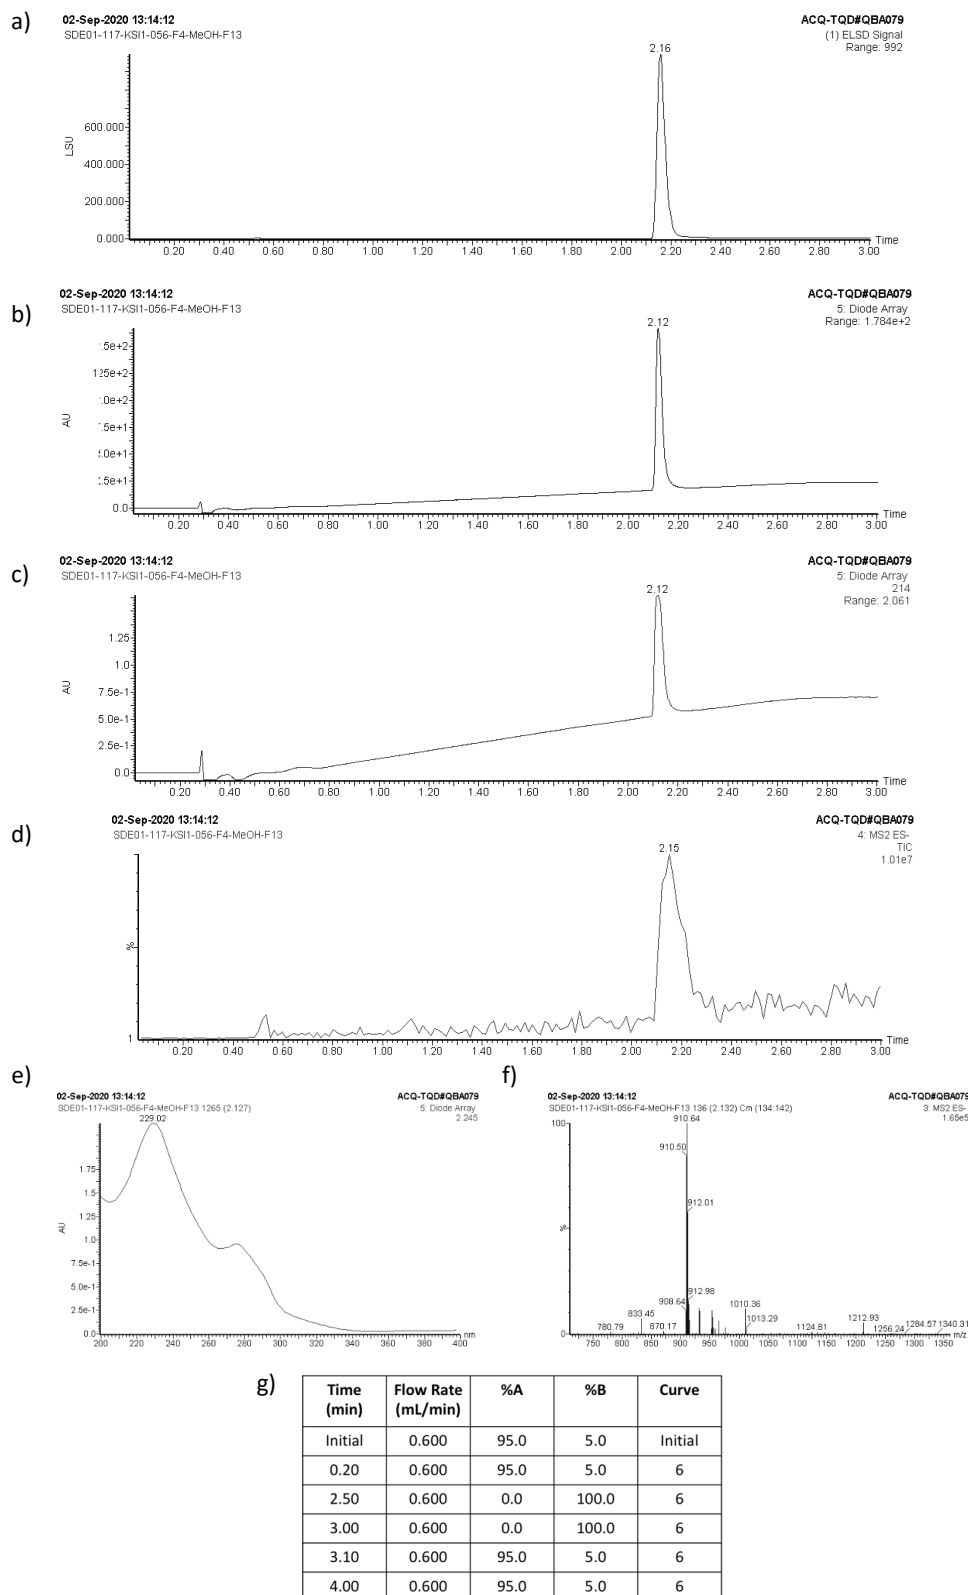 a)
02-Sep-2020 13:14:12 ACQ-TQD#QBA079
SDE01-117-KSI1-056-F4-MeOH-F13 (1) ELSD Signal
Range: 992
2.16
LSU
600.000
400.000
200.000
0.000
0.20 0.40 0.60 0.80 1.00 1.20 1.40 1.60 1.80 2.00 2.20 2.40 2.60 2.80 3.00 Time
b)
02-Sep-2020 13:14:12 ACQ-TQD#QBA079
SDE01-117-KSI1-056-F4-MeOH-F13 5: Diode Array
Range: 1.784e+2
2.12
AU
.5e+2
:25e+2
:.0e+2
:.5e+1
:.0e+1
:.5e+1
0.0
0.20 0.40 0.60 0.80 1.00 1.20 1.40 1.60 1.80 2.00 2.20 2.40 2.60 2.80 3.00 Time
c)
02-Sep-2020 13:14:12 ACQ-TQD#QBA079
SDE01-117-KSI1-056-F4-MeOH-F13 5: Diode Array
214
Range: 2.061
2.12
AU
1.25
1.0
7.5e-1
5.0e-1
2.5e-1
0.0
0.20 0.40 0.60 0.80 1.00 1.20 1.40 1.60 1.80 2.00 2.20 2.40 2.60 2.80 3.00 Time
d)
02-Sep-2020 13:14:12 ACQ-TQD#QBA079
SDE01-117-KSI1-056-F4-MeOH-F13 4: MS2 ES-
TIC
1.01e7
2.15
%
1
0.20 0.40 0.60 0.80 1.00 1.20 1.40 1.60 1.80 2.00 2.20 2.40 2.60 2.80 3.00 Time
e)
02-Sep-2020 13:14:12 ACQ-TQD#QBA079
SDE01-117-KSI1-056-F4-MeOH-F13 1265 (2.127) 5: Diode Array
2.245
229.02
AU
1.75
1.5
1.25
1.0
7.5e-1
5.0e-1
2.5e-1
0.0
200 220 240 260 280 300 320 340 360 380 400 nm
f)
02-Sep-2020 13:14:12 ACQ-TQD#QBA079
SDE01-117-KSI1-056-F4-MeOH-F13 136 (2.132) Cm (134:142) 3: MS2 ES-
1.65e5
910.64
100
910.50
912.01
%
912.98
908.64
833.45
1010.36
780.79
870.17
1013.29
1124.81
1212.93
1256.24
1284.57
1340.31
0
750 800 850 900 950 1000 1050 1100 1150 1200 1250 1300 1350 m/z
g)
Time (min) Flow Rate (mL/min) %A %B Curve
Initial 0.600 95.0 5.0 Initial
0.20 0.600 95.0 5.0 6
2.50 0.600 0.0 100.0 6
3.00 0.600 0.0 100.0 6
3.10 0.600 95.0 5.0 6
4.00 0.600 95.0 5.0 6